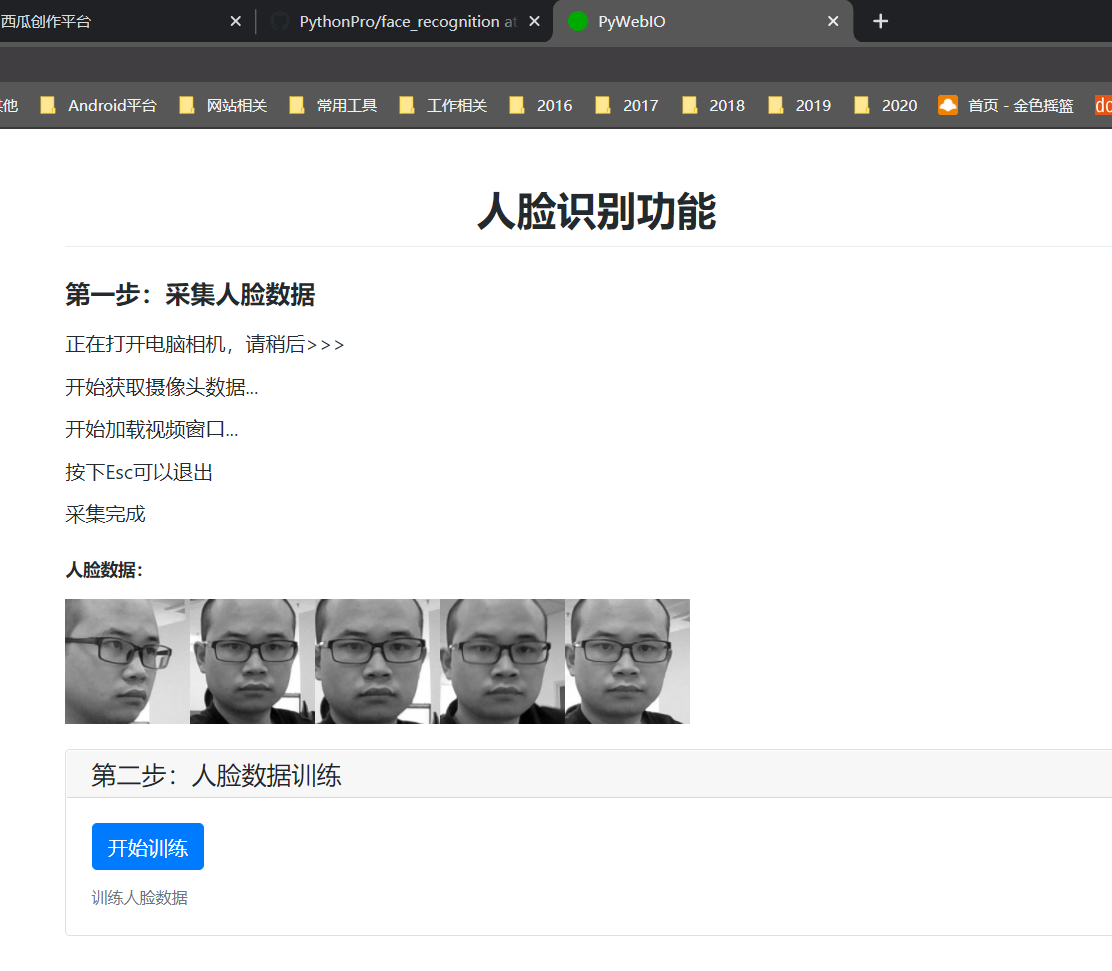 西瓜创作平台
PythonPro/face_recognition at
PyWebIO
他 Android平台 网站相关 常用工具 工作相关 2016 2017 2018 2019 2020 首页 - 金色摇篮
人脸识别功能
第一步：采集人脸数据
正在打开电脑相机，请稍后>>>
开始获取摄像头数据...
开始加载视频窗口...
按下Esc可以退出
采集完成
人脸数据：
第二步：人脸数据训练
开始训练
训练人脸数据